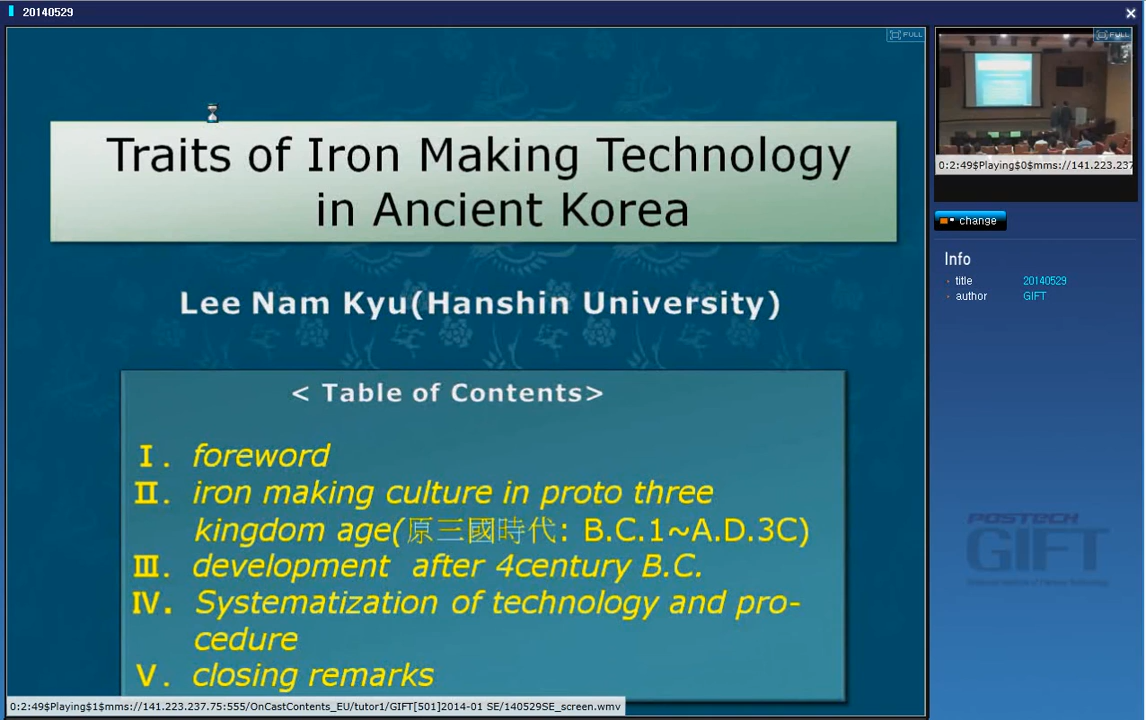 20140529
FULL
Traits of Iron Making Technology
in Ancient Korea
Lee Nam Kyu(Hanshin University)
< Table of Contents>
Ⅰ. foreword
Ⅱ. iron making culture in proto three
kingdom age(原三國時代: B.C.1~A.D.3C)
Ⅲ. development after 4century B.C.
Ⅳ. Systematization of technology and pro-
cedure
Ⅴ. closing remarks
0:2:49$Playing$1$mms://141.223.237.75:555/OnCastContents_EU/tutor1/GIFT[501]2014-01 SE/140529SE_screen.wmv
FULL
0:2:49$Playing$0$mms://141.223.237
change
Info
title 20140529
author GIFT
POSTECH
GIFT